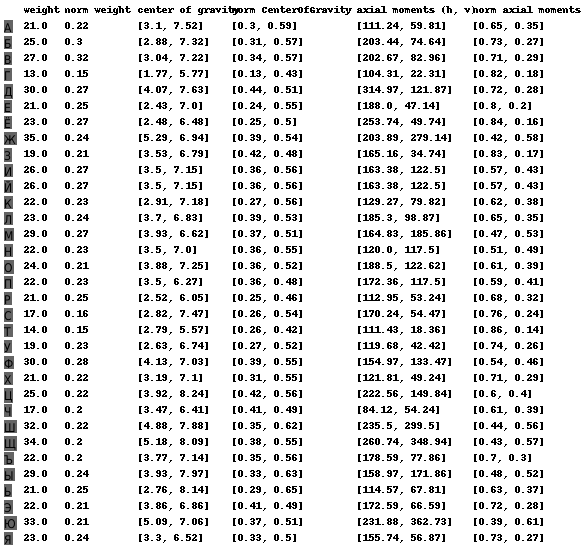 weight norm weight center of gravity norm CenterOfGravity axial moments (h, v) norm axial moments
А 21.0 0.22 [3.1, 7.52] [0.3, 0.59] [111.24, 59.81] [0.65, 0.35]
Б 25.0 0.3 [2.88, 7.32] [0.31, 0.57] [203.44, 74.64] [0.73, 0.27]
В 27.0 0.32 [3.04, 7.22] [0.34, 0.57] [202.67, 82.96] [0.71, 0.29]
Г 13.0 0.15 [1.77, 5.77] [0.13, 0.43] [104.31, 22.31] [0.82, 0.18]
Д 30.0 0.27 [4.07, 7.63] [0.44, 0.51] [314.97, 121.87] [0.72, 0.28]
Е 21.0 0.25 [2.43, 7.0] [0.24, 0.55] [188.0, 47.14] [0.8, 0.2]
Ё 23.0 0.27 [2.48, 6.48] [0.25, 0.5] [253.74, 49.74] [0.84, 0.16]
Ж 35.0 0.24 [5.29, 6.94] [0.39, 0.54] [203.89, 279.14] [0.42, 0.58]
З 19.0 0.21 [3.53, 6.79] [0.42, 0.48] [165.16, 34.74] [0.83, 0.17]
И 26.0 0.27 [3.5, 7.15] [0.36, 0.56] [163.38, 122.5] [0.57, 0.43]
Й 26.0 0.27 [3.5, 7.15] [0.36, 0.56] [163.38, 122.5] [0.57, 0.43]
К 22.0 0.23 [2.91, 7.18] [0.27, 0.56] [129.27, 79.82] [0.62, 0.38]
Л 23.0 0.24 [3.7, 6.83] [0.39, 0.53] [185.3, 98.87] [0.65, 0.35]
М 29.0 0.27 [3.93, 6.62] [0.37, 0.51] [164.83, 185.86] [0.47, 0.53]
Н 22.0 0.23 [3.5, 7.0] [0.36, 0.55] [120.0, 117.5] [0.51, 0.49]
О 24.0 0.21 [3.88, 7.25] [0.36, 0.52] [188.5, 122.62] [0.61, 0.39]
П 22.0 0.23 [3.5, 6.27] [0.36, 0.48] [172.36, 117.5] [0.59, 0.41]
Р 21.0 0.25 [2.52, 6.05] [0.25, 0.46] [112.95, 53.24] [0.68, 0.32]
С 17.0 0.16 [2.82, 7.47] [0.26, 0.54] [170.24, 54.47] [0.76, 0.24]
Т 14.0 0.15 [2.79, 5.57] [0.26, 0.42] [111.43, 18.36] [0.86, 0.14]
У 19.0 0.23 [2.63, 6.74] [0.27, 0.52] [119.68, 42.42] [0.74, 0.26]
Ф 30.0 0.28 [4.13, 7.03] [0.39, 0.55] [154.97, 133.47] [0.54, 0.46]
Х 21.0 0.22 [3.19, 7.1] [0.31, 0.55] [121.81, 49.24] [0.71, 0.29]
Ц 25.0 0.22 [3.92, 8.24] [0.42, 0.56] [222.56, 149.84] [0.6, 0.4]
Ч 17.0 0.2 [3.47, 6.41] [0.41, 0.49] [84.12, 54.24] [0.61, 0.39]
Ш 32.0 0.22 [4.88, 7.88] [0.35, 0.62] [235.5, 299.5] [0.44, 0.56]
Щ 34.0 0.2 [5.18, 8.09] [0.38, 0.55] [260.74, 348.94] [0.43, 0.57]
Ъ 22.0 0.2 [3.77, 7.14] [0.35, 0.56] [178.59, 77.86] [0.7, 0.3]
Ы 29.0 0.24 [3.93, 7.97] [0.33, 0.63] [158.97, 171.86] [0.48, 0.52]
Ь 21.0 0.25 [2.76, 8.14] [0.29, 0.65] [114.57, 67.81] [0.63, 0.37]
Э 22.0 0.21 [3.86, 6.86] [0.41, 0.49] [172.59, 66.59] [0.72, 0.28]
Ю 33.0 0.21 [5.09, 7.06] [0.37, 0.51] [231.88, 362.73] [0.39, 0.61]
Я 23.0 0.24 [3.3, 6.52] [0.33, 0.5] [155.74, 56.87] [0.73, 0.27]